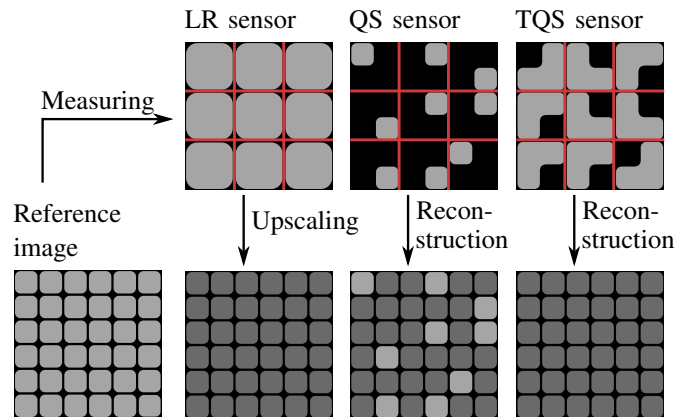 LR sensor
QS sensor
TQS sensor
Measuring
Reference
image
Upscaling
Recon-
struction
Recon-
struction